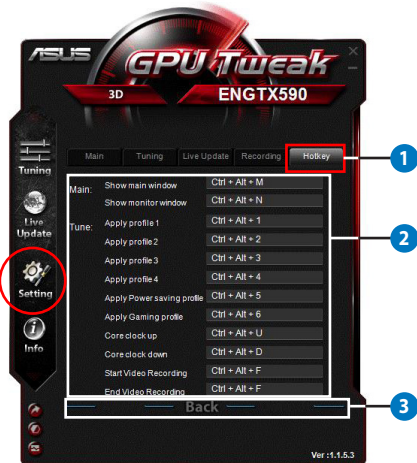 ASUS
GPU Tweak
3D
ENGTX590
Main Tuning Live Update Recording Hotkey
1
Tuning
Live
Update
Setting
Info
Main: Show main window Ctrl + Alt + M
Show monitor window Ctrl + Alt + N
Tune: Apply profile 1 Ctrl + Alt + 1
Apply profile 2 Ctrl + Alt + 2
2
Apply profile 3 Ctrl + Alt + 3
Apply profile 4 Ctrl + Alt + 4
Apply Power saving profile Ctrl + Alt + 5
Apply Gaming profile Ctrl + Alt + 6
Core clock up Ctrl + Alt + U
Core clock down Ctrl + Alt + D
Start Video Recording Ctrl + Alt + F
End Video Recording Ctrl + Alt + F
Back
3
Ver :1.1.5.3